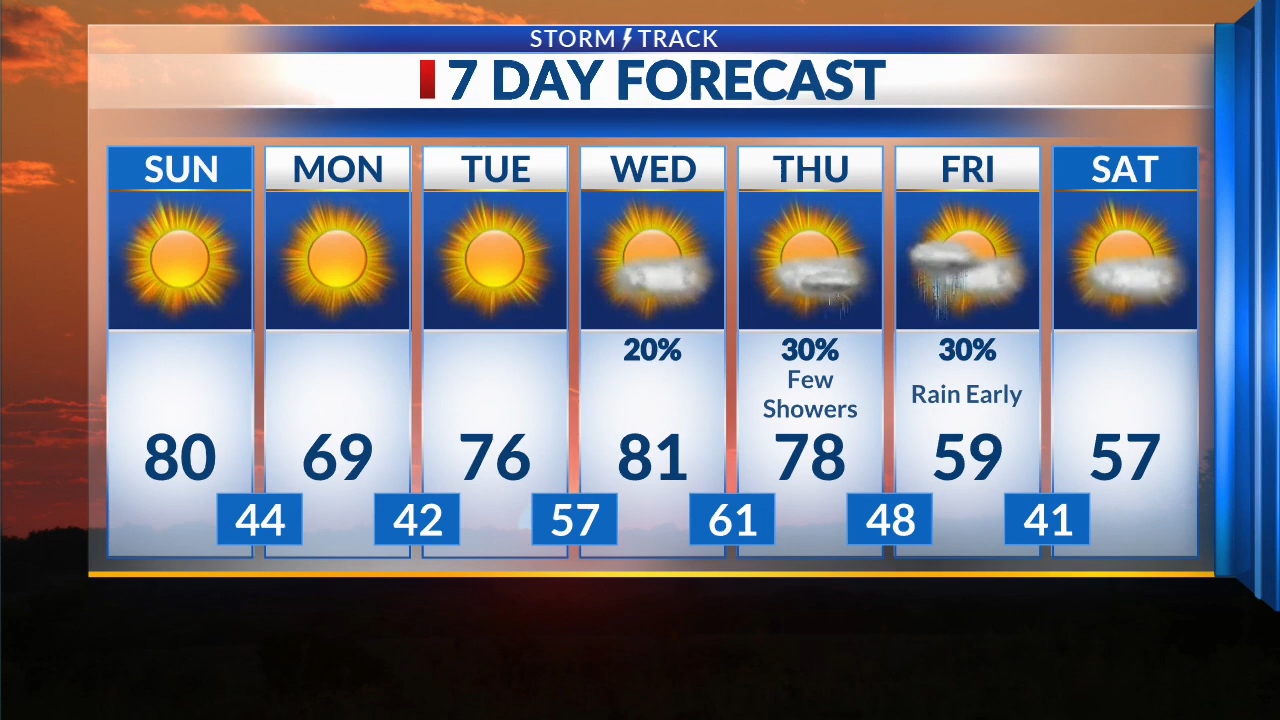 STORM TRACK
7 DAY FORECAST
SUN MON TUE WED THU FRI SAT
20% 30% 30%
Few
Showers
Rain Early
80 69 76 81 78 59 57
44 42 57 61 48 41